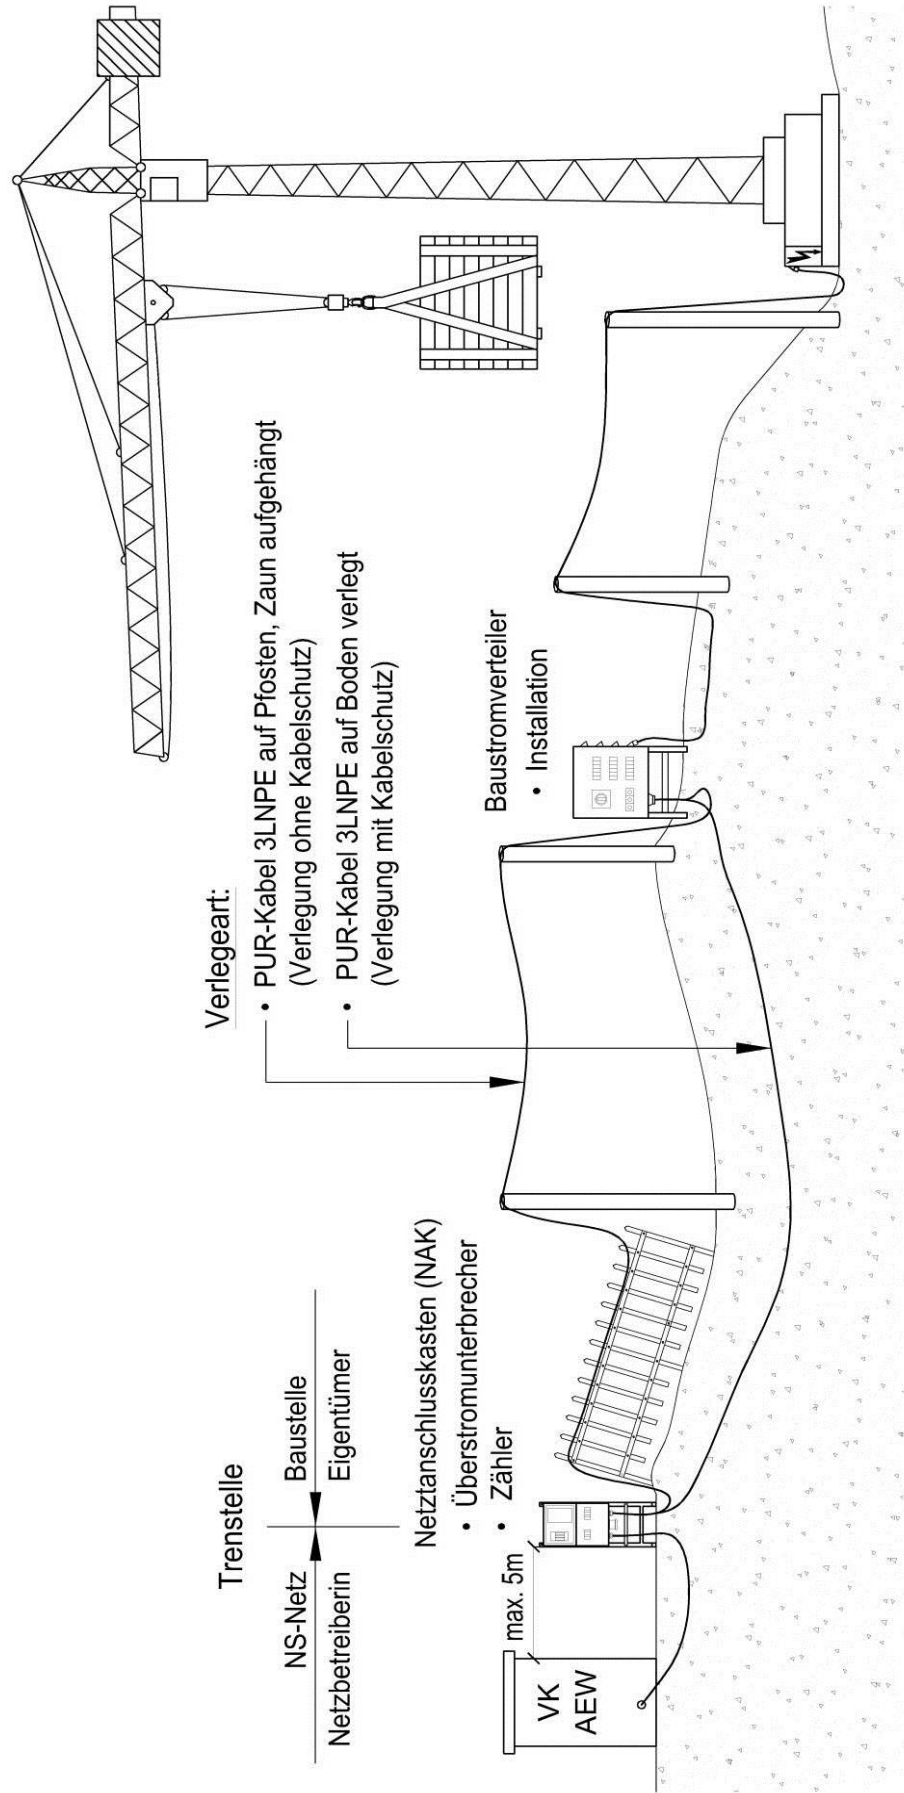 Trenstelle
NS-Netz
Baustelle
Netzbetreiberin
Eigentümer
Verlegeart:
• PUR-Kabel 3LNPE auf Pfosten, Zaun aufgehängt
(Verlegung ohne Kabelschutz)
• PUR-Kabel 3LNPE auf Boden verlegt
(Verlegung mit Kabelschutz)
Netztanschlusskasten (NAK)
• Überstromunterbrecher
• Zähler
max. 5m
VK
AEW
Baustromverteiler
• Installation